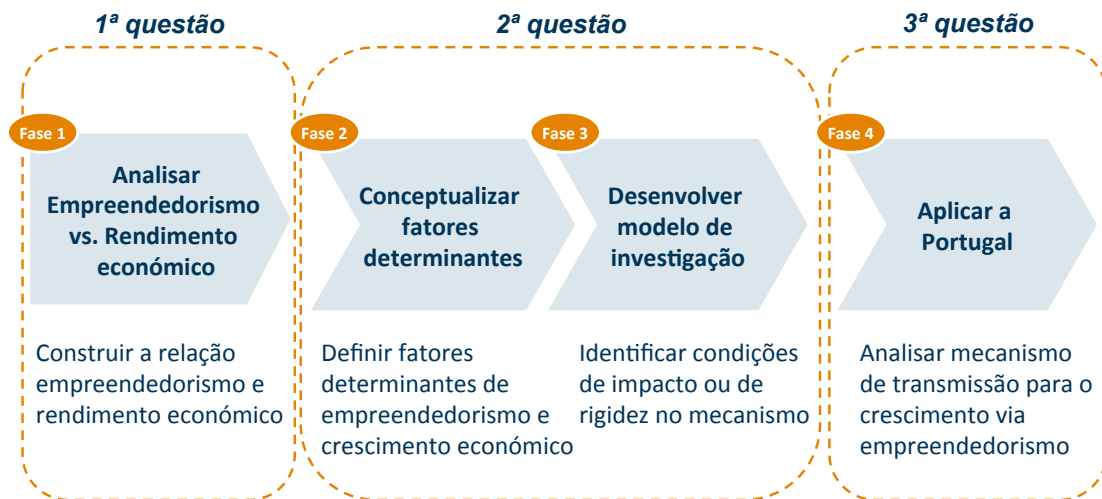 1ª questão
2ª questão
3ª questão
Fase 1
Analisar
Empreendedorismo
vs. Rendimento
económico
Construir a relação
empreendedorismo e
rendimento económico
Fase 2
Conceptualizar
fatores
determinantes
Definir fatores
determinantes de
empreendedorismo e
crescimento económico
Fase 3
Desenvolver
modelo de
investigação
Identificar condições
de impacto ou de
rigidez no mecanismo
Fase 4
Aplicar a
Portugal
Analisar mecanismo
de transmissão para o
crescimento via
empreendedorismo